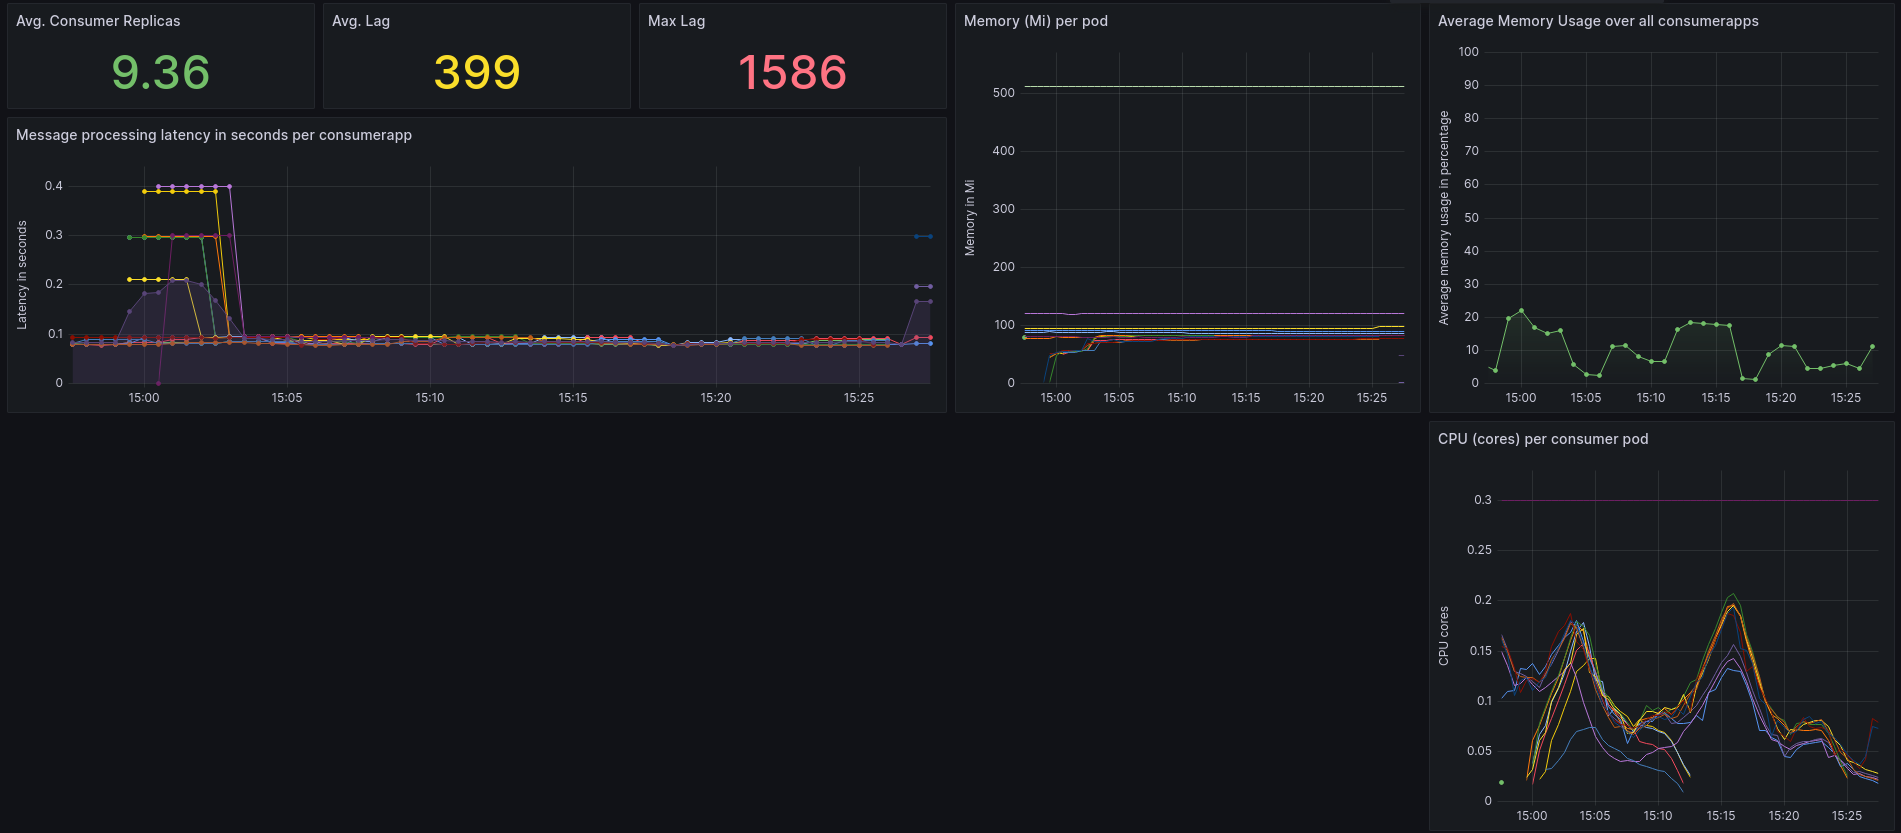 Avg. Consumer Replicas
9.36
Avg. Lag
399
Max Lag
1586
Message processing latency in seconds per consumerapp
Latency in seconds
0.4
0.3
0.2
0.1
0
15:00 15:05 15:10 15:15 15:20 15:25
Memory (Mi) per pod
Memory in Mi
500
400
300
200
100
0
15:00 15:05 15:10 15:15 15:20 15:25
Average Memory Usage over all consumerapps
Average memory usage in percentage
100
90
80
70
60
50
40
30
20
10
0
15:00 15:05 15:10 15:15 15:20 15:25
CPU (cores) per consumer pod
CPU cores
0.3
0.25
0.2
0.15
0.1
0.05
0
15:00 15:05 15:10 15:15 15:20 15:25